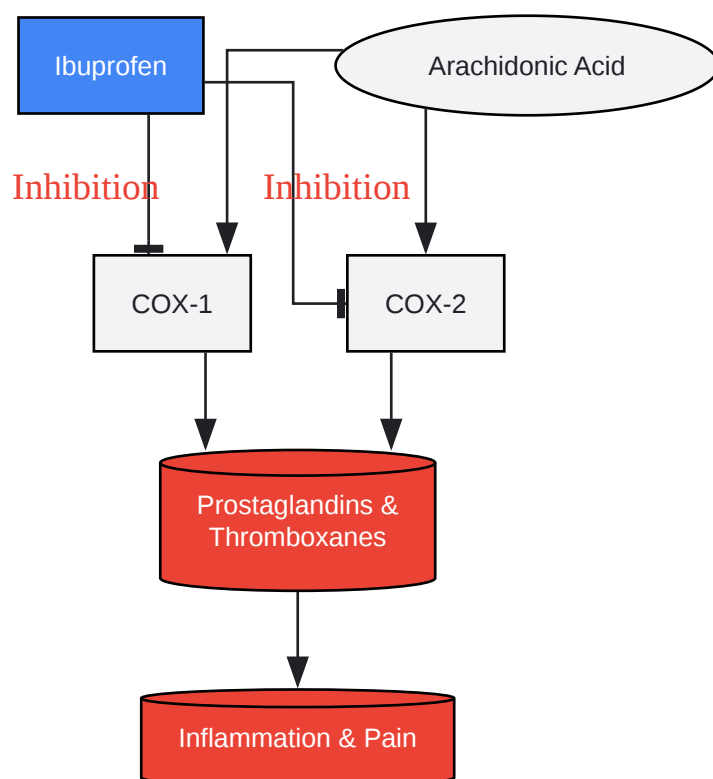 Ibuprofen
Arachidonic Acid
Inhibition
Inhibition
COX-1
COX-2
Prostaglandins &
Thromboxanes
Inflammation & Pain